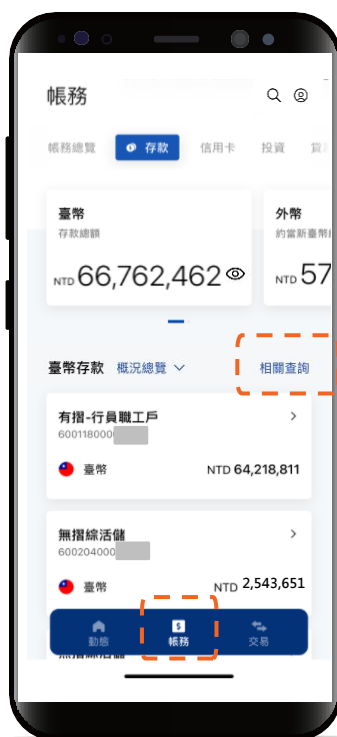 帳務
帳務總覽 存款 信用卡 投資
臺幣
存款總額
NTD 66,762,462
外幣
約當新臺幣
NTD 57
臺幣存款 概況總覽 相關查詢
有摺-行員職工戶
600118000
臺幣 NTD 64,218,811
無摺綜活儲
600204000
臺幣 NTD 2,543,651
動態 帳務 交易